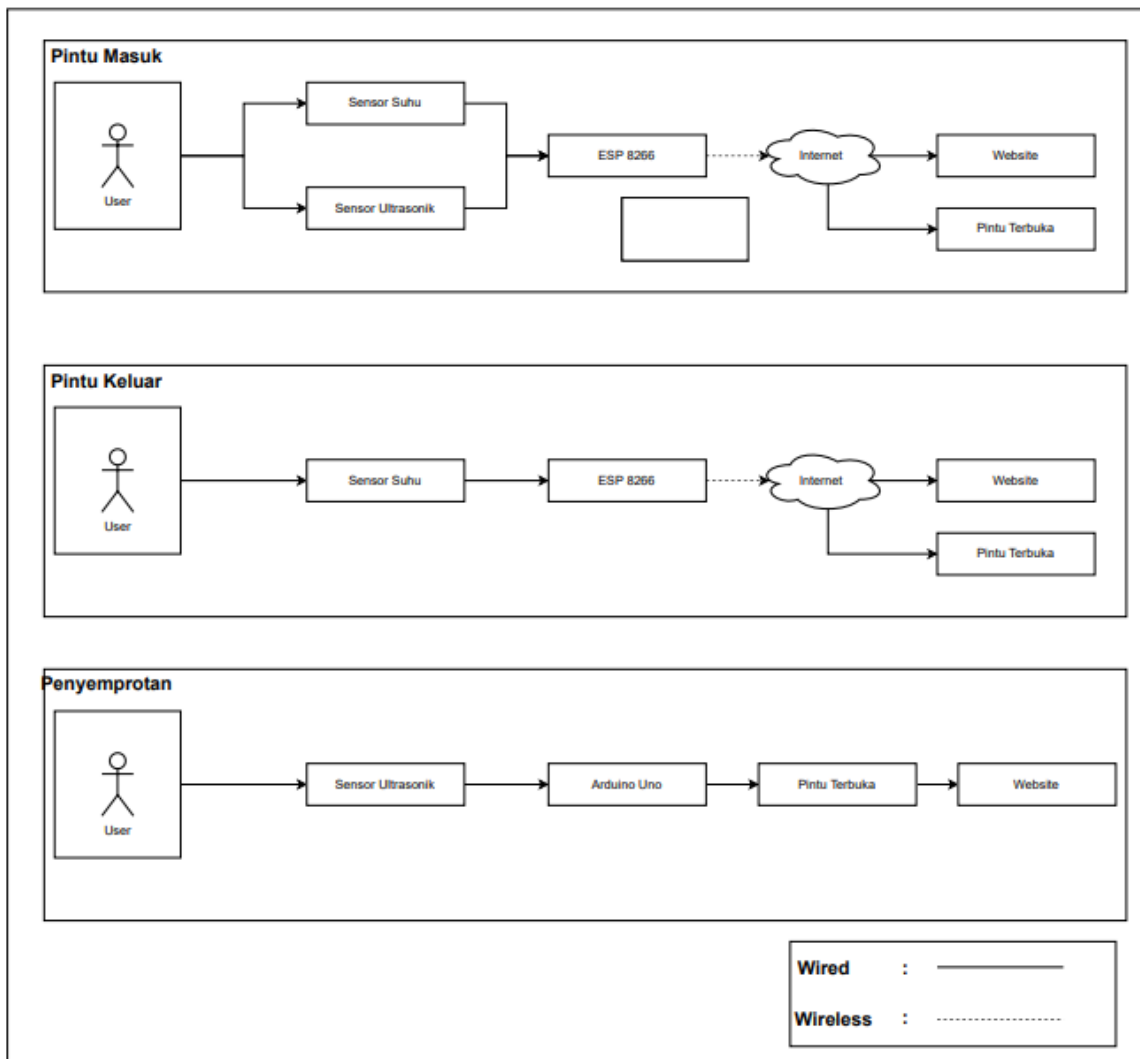 Pintu Masuk
User
Sensor Suhu
Sensor Ultrasonik
ESP 8266
Internet
Website
Pintu Terbuka
Pintu Keluar
User
Sensor Suhu
ESP 8266
Internet
Website
Pintu Terbuka
Penyemprotan
User
Sensor Ultrasonik
Arduino Uno
Pintu Terbuka
Website
Wired :
Wireless :